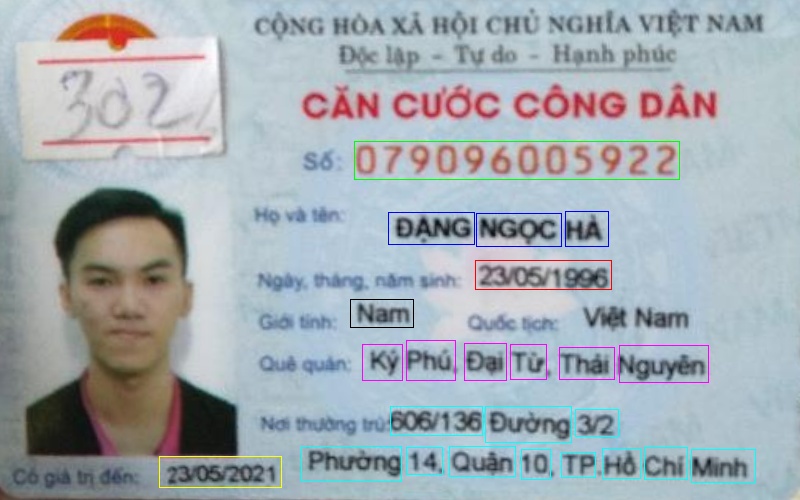 CỘNG HÒA XÃ HỘI CHỦ NGHĨA VIỆT NAM
Độc lập - Tự do - Hạnh phúc
302
CĂN CƯỚC CÔNG DÂN
Số: 079096005922
Họ và tên: ĐẶNG NGỌC HÀ
Ngày, tháng, năm sinh: 23/05/1996
Giới tính: Nam Quốc tịch: Việt Nam
Quê quán: Ký Phú, Đại Từ, Thái Nguyên
Nơi thường trú: 606/136 Đường 3/2
Phường 14, Quận 10, TP.Hồ Chí Minh
Có giá trị đến: 23/05/2021